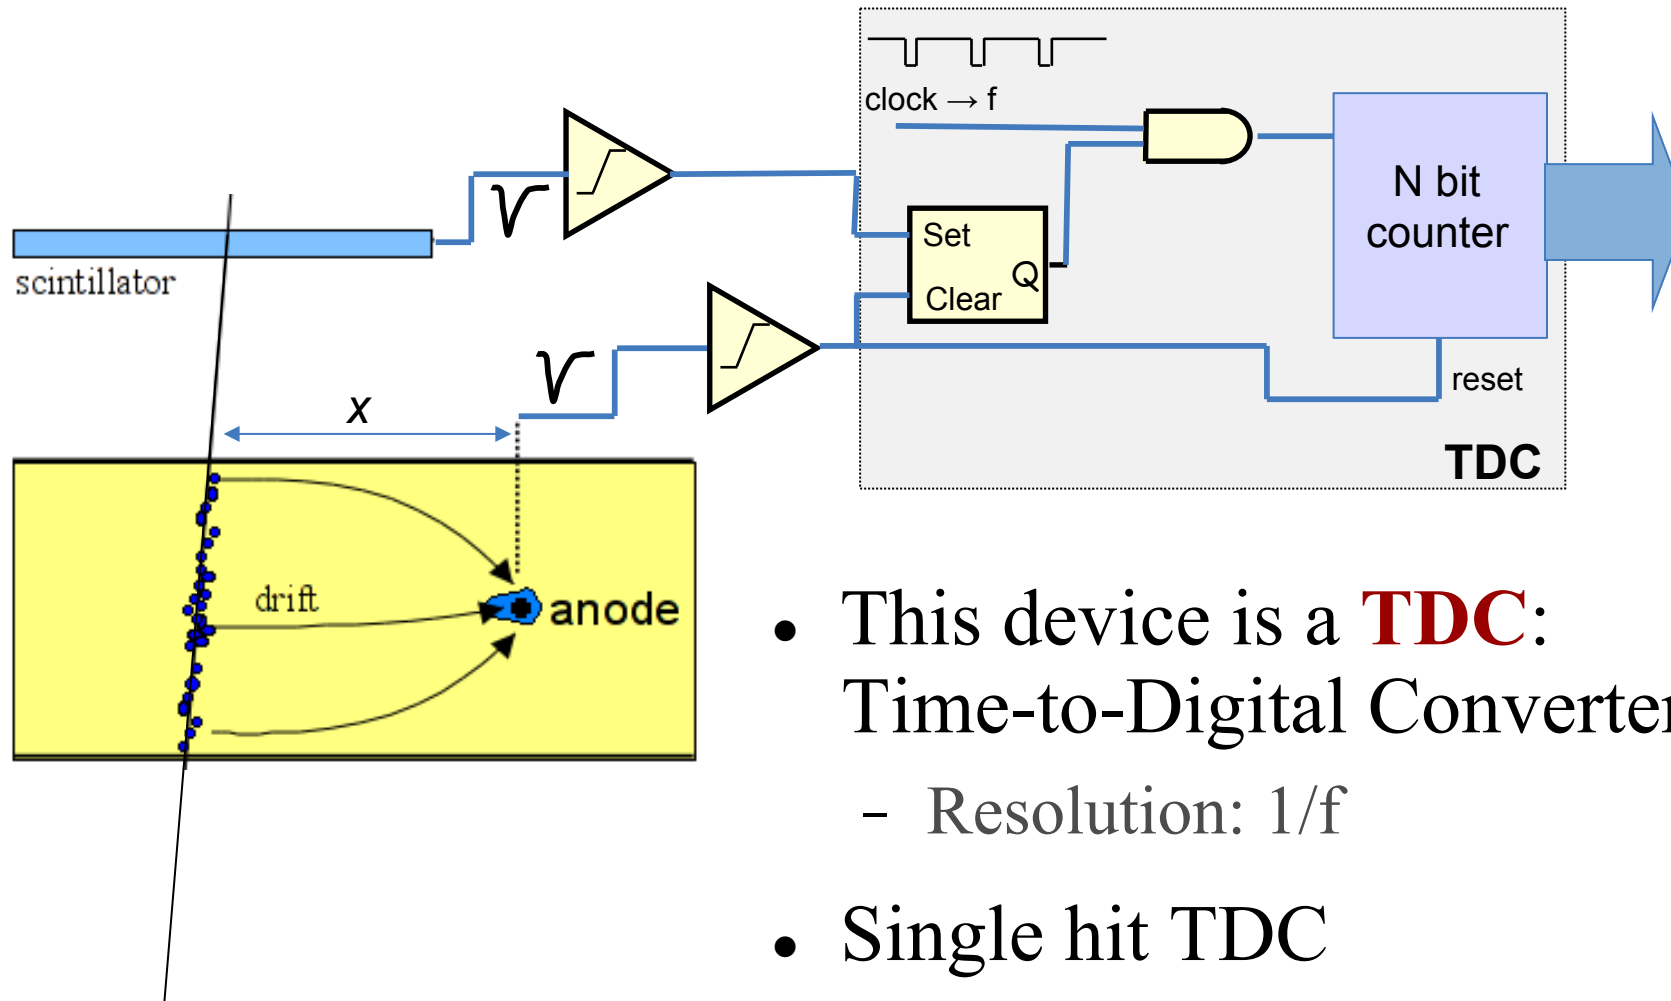 clock → f
N bit
counter
Set
Q
Clear
scintillator
reset
x
TDC
drift
anode
● This device is a TDC:
Time-to-Digital Converter
– Resolution: 1/f
● Single hit TDC